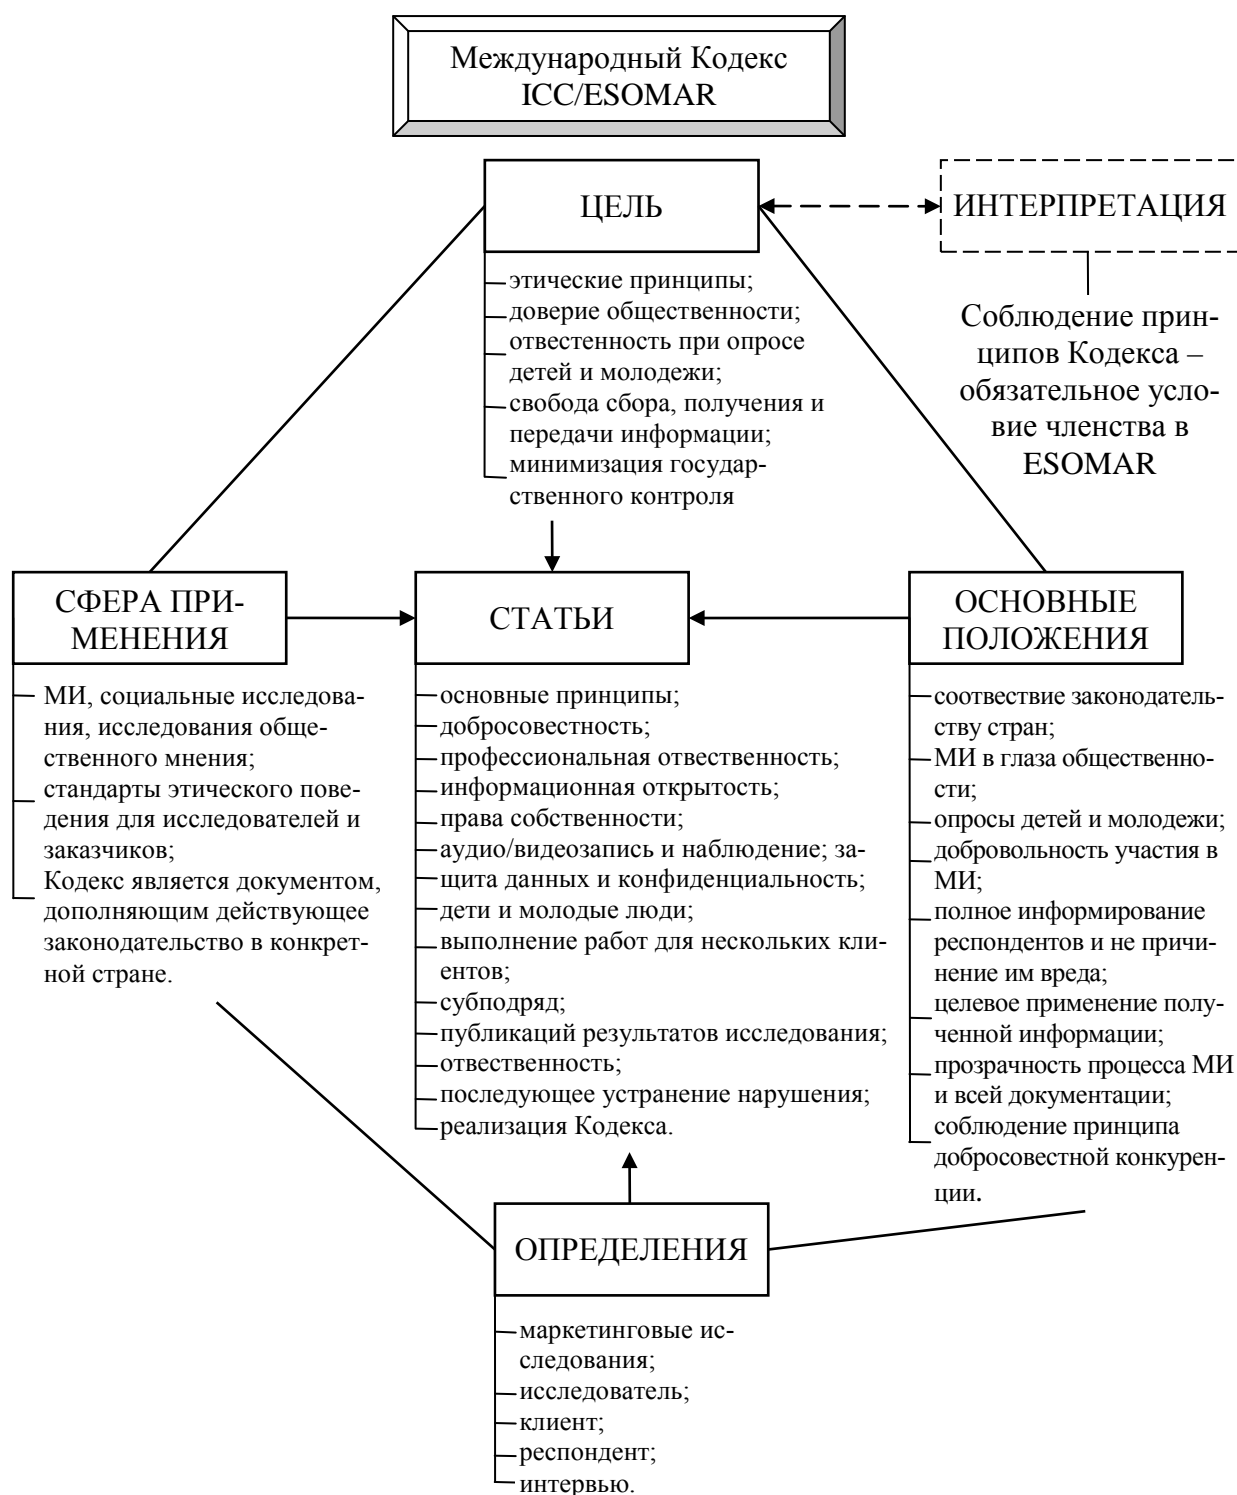 Международный Кодекс
ICC/ESOMAR
ЦЕЛЬ
ИНТЕРПРЕТАЦИЯ
этические принципы;
доверие общественности;
отвестенность при опросе
детей и молодежи;
свобода сбора, получения и
передачи информации;
минимизация государ-
ственного контроля
Соблюдение прин-
ципов Кодекса –
обязательное усло-
вие членства в
ESOMAR
СФЕРА ПРИ-
МЕНЕНИЯ
МИ, социальные исследова-
ния, исследования обще-
ственного мнения;
стандарты этического пове-
дения для исследователей и
заказчиков;
Кодекс является документом,
дополняющим действующее
законодательство в конкрет-
ной стране.
СТАТЬИ
основные принципы;
добросовестность;
профессиональная отвественность;
информационная открытость;
права собственности;
аудио/видеозапись и наблюдение; за-
щита данных и конфиденциальность;
дети и молодые люди;
выполнение работ для нескольких кли-
ентов;
субподряд;
публикаций результатов исследования;
отвественность;
последующее устранение нарушения;
реализация Кодекса.
ОСНОВНЫЕ
ПОЛОЖЕНИЯ
соотвествие законодатель-
ству стран;
МИ в глаза общественно-
сти;
опросы детей и молодежи;
добровольность участия в
МИ;
полное информирование
респондентов и не причи-
нение им вреда;
целевое применение полу-
ченной информации;
прозрачность процесса МИ
и всей документации;
соблюдение принципа
добросовестной конкурен-
ции.
ОПРЕДЕЛЕНИЯ
маркетинговые ис-
следования;
исследователь;
клиент;
респондент;
интервью.